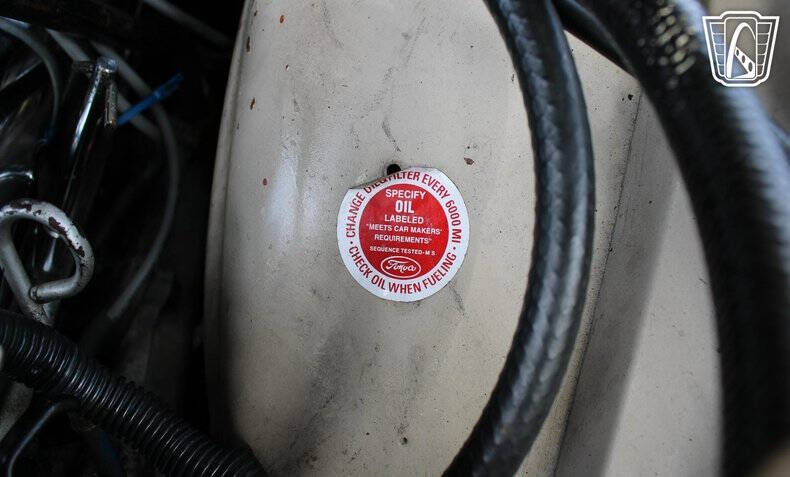 CHANGE OIL & FILTER EVERY 6000 MI
SPECIFY
OIL
LABELED
"MEETS CAR MAKERS'
REQUIREMENTS"
SEQUENCE TESTED-M S
FoMoCo
• CHECK OIL WHEN FUELING •